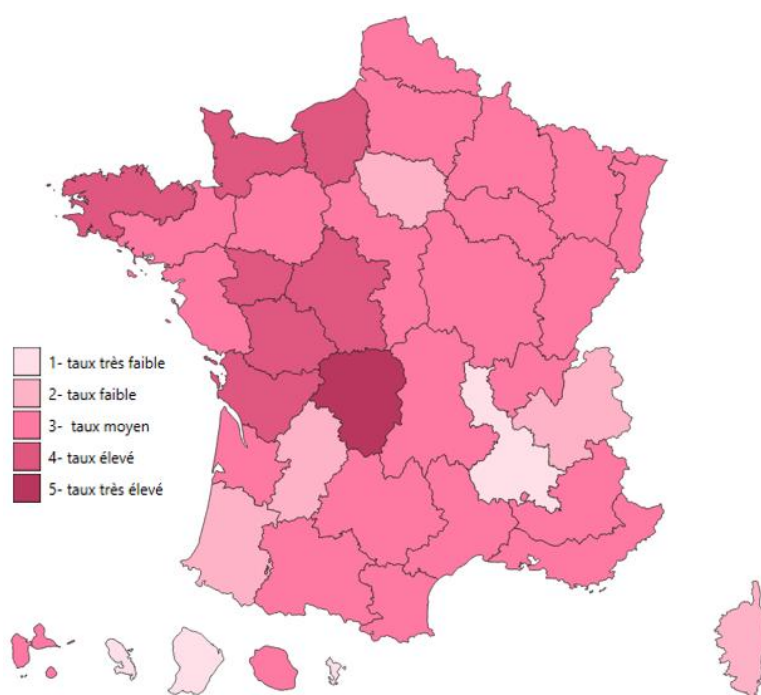 1- taux très faible
2- taux faible
3- taux moyen
4- taux élevé
5- taux très élevé